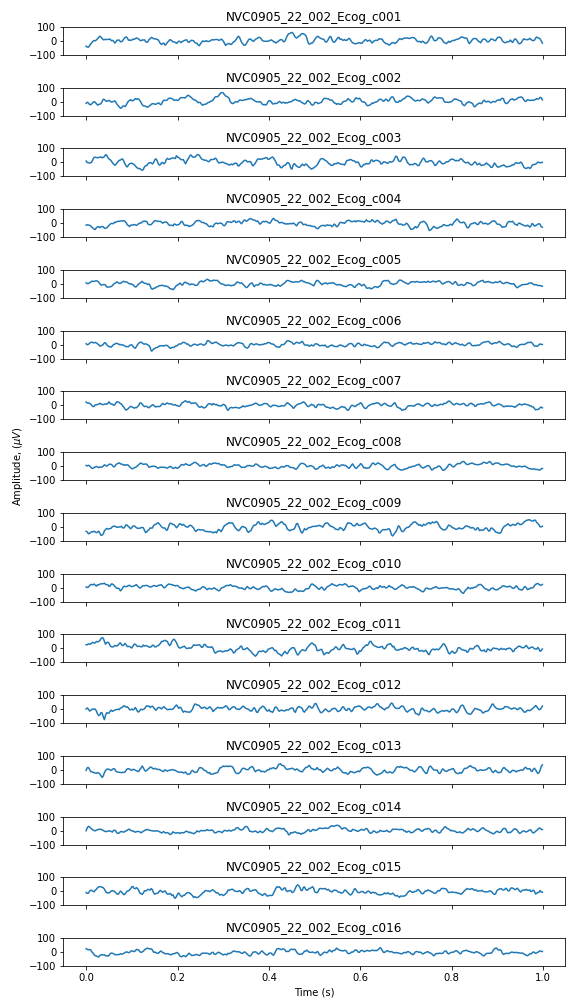 NVC0905_22_002_Ecog_c001
100
0
−100
NVC0905_22_002_Ecog_c002
100
0
−100
NVC0905_22_002_Ecog_c003
100
0
−100
NVC0905_22_002_Ecog_c004
100
0
−100
NVC0905_22_002_Ecog_c005
100
0
−100
NVC0905_22_002_Ecog_c006
100
0
−100
NVC0905_22_002_Ecog_c007
100
0
−100
Amplitude, (μV)
NVC0905_22_002_Ecog_c008
100
0
−100
NVC0905_22_002_Ecog_c009
100
0
−100
NVC0905_22_002_Ecog_c010
100
0
−100
NVC0905_22_002_Ecog_c011
100
0
−100
NVC0905_22_002_Ecog_c012
100
0
−100
NVC0905_22_002_Ecog_c013
100
0
−100
NVC0905_22_002_Ecog_c014
100
0
−100
NVC0905_22_002_Ecog_c015
100
0
−100
NVC0905_22_002_Ecog_c016
100
0
−100
0.0 0.2 0.4 0.6 0.8 1.0
Time (s)